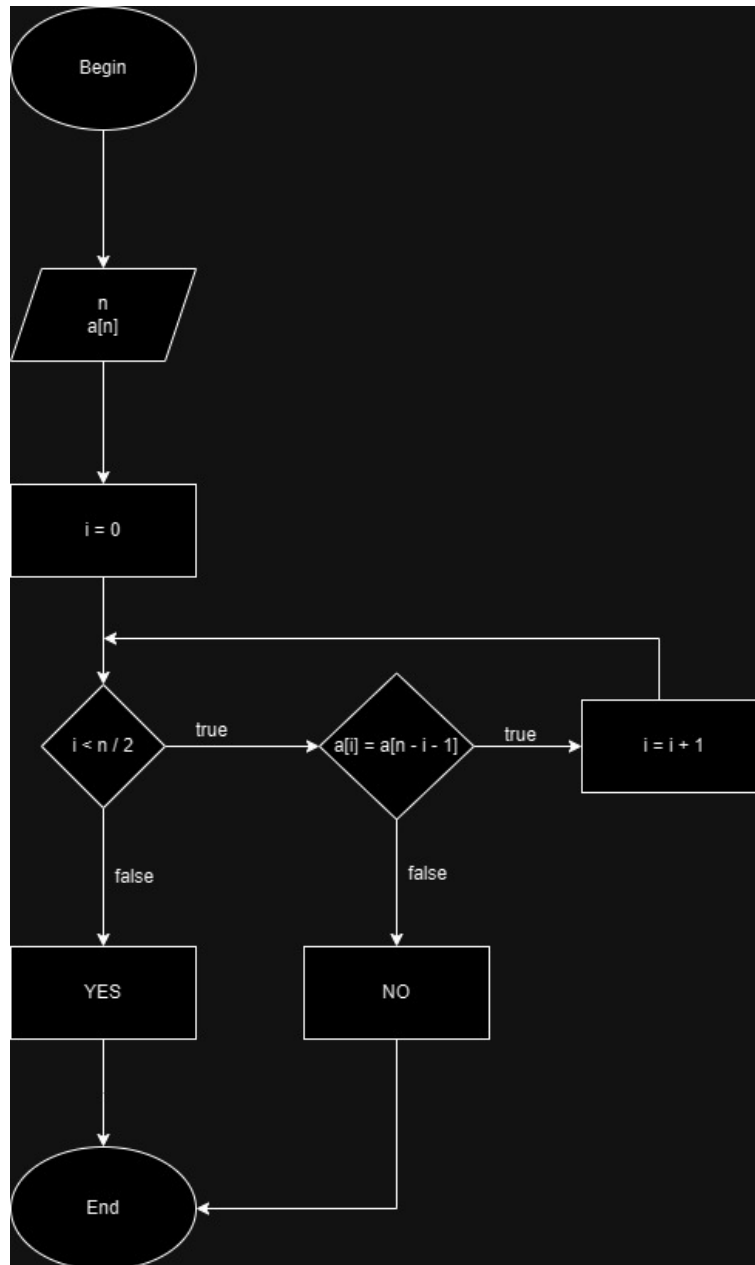 Begin
n
a[n]
i = 0
i < n / 2
true
a[i] = a[n - i - 1]
true
i = i + 1
false
false
YES
NO
End